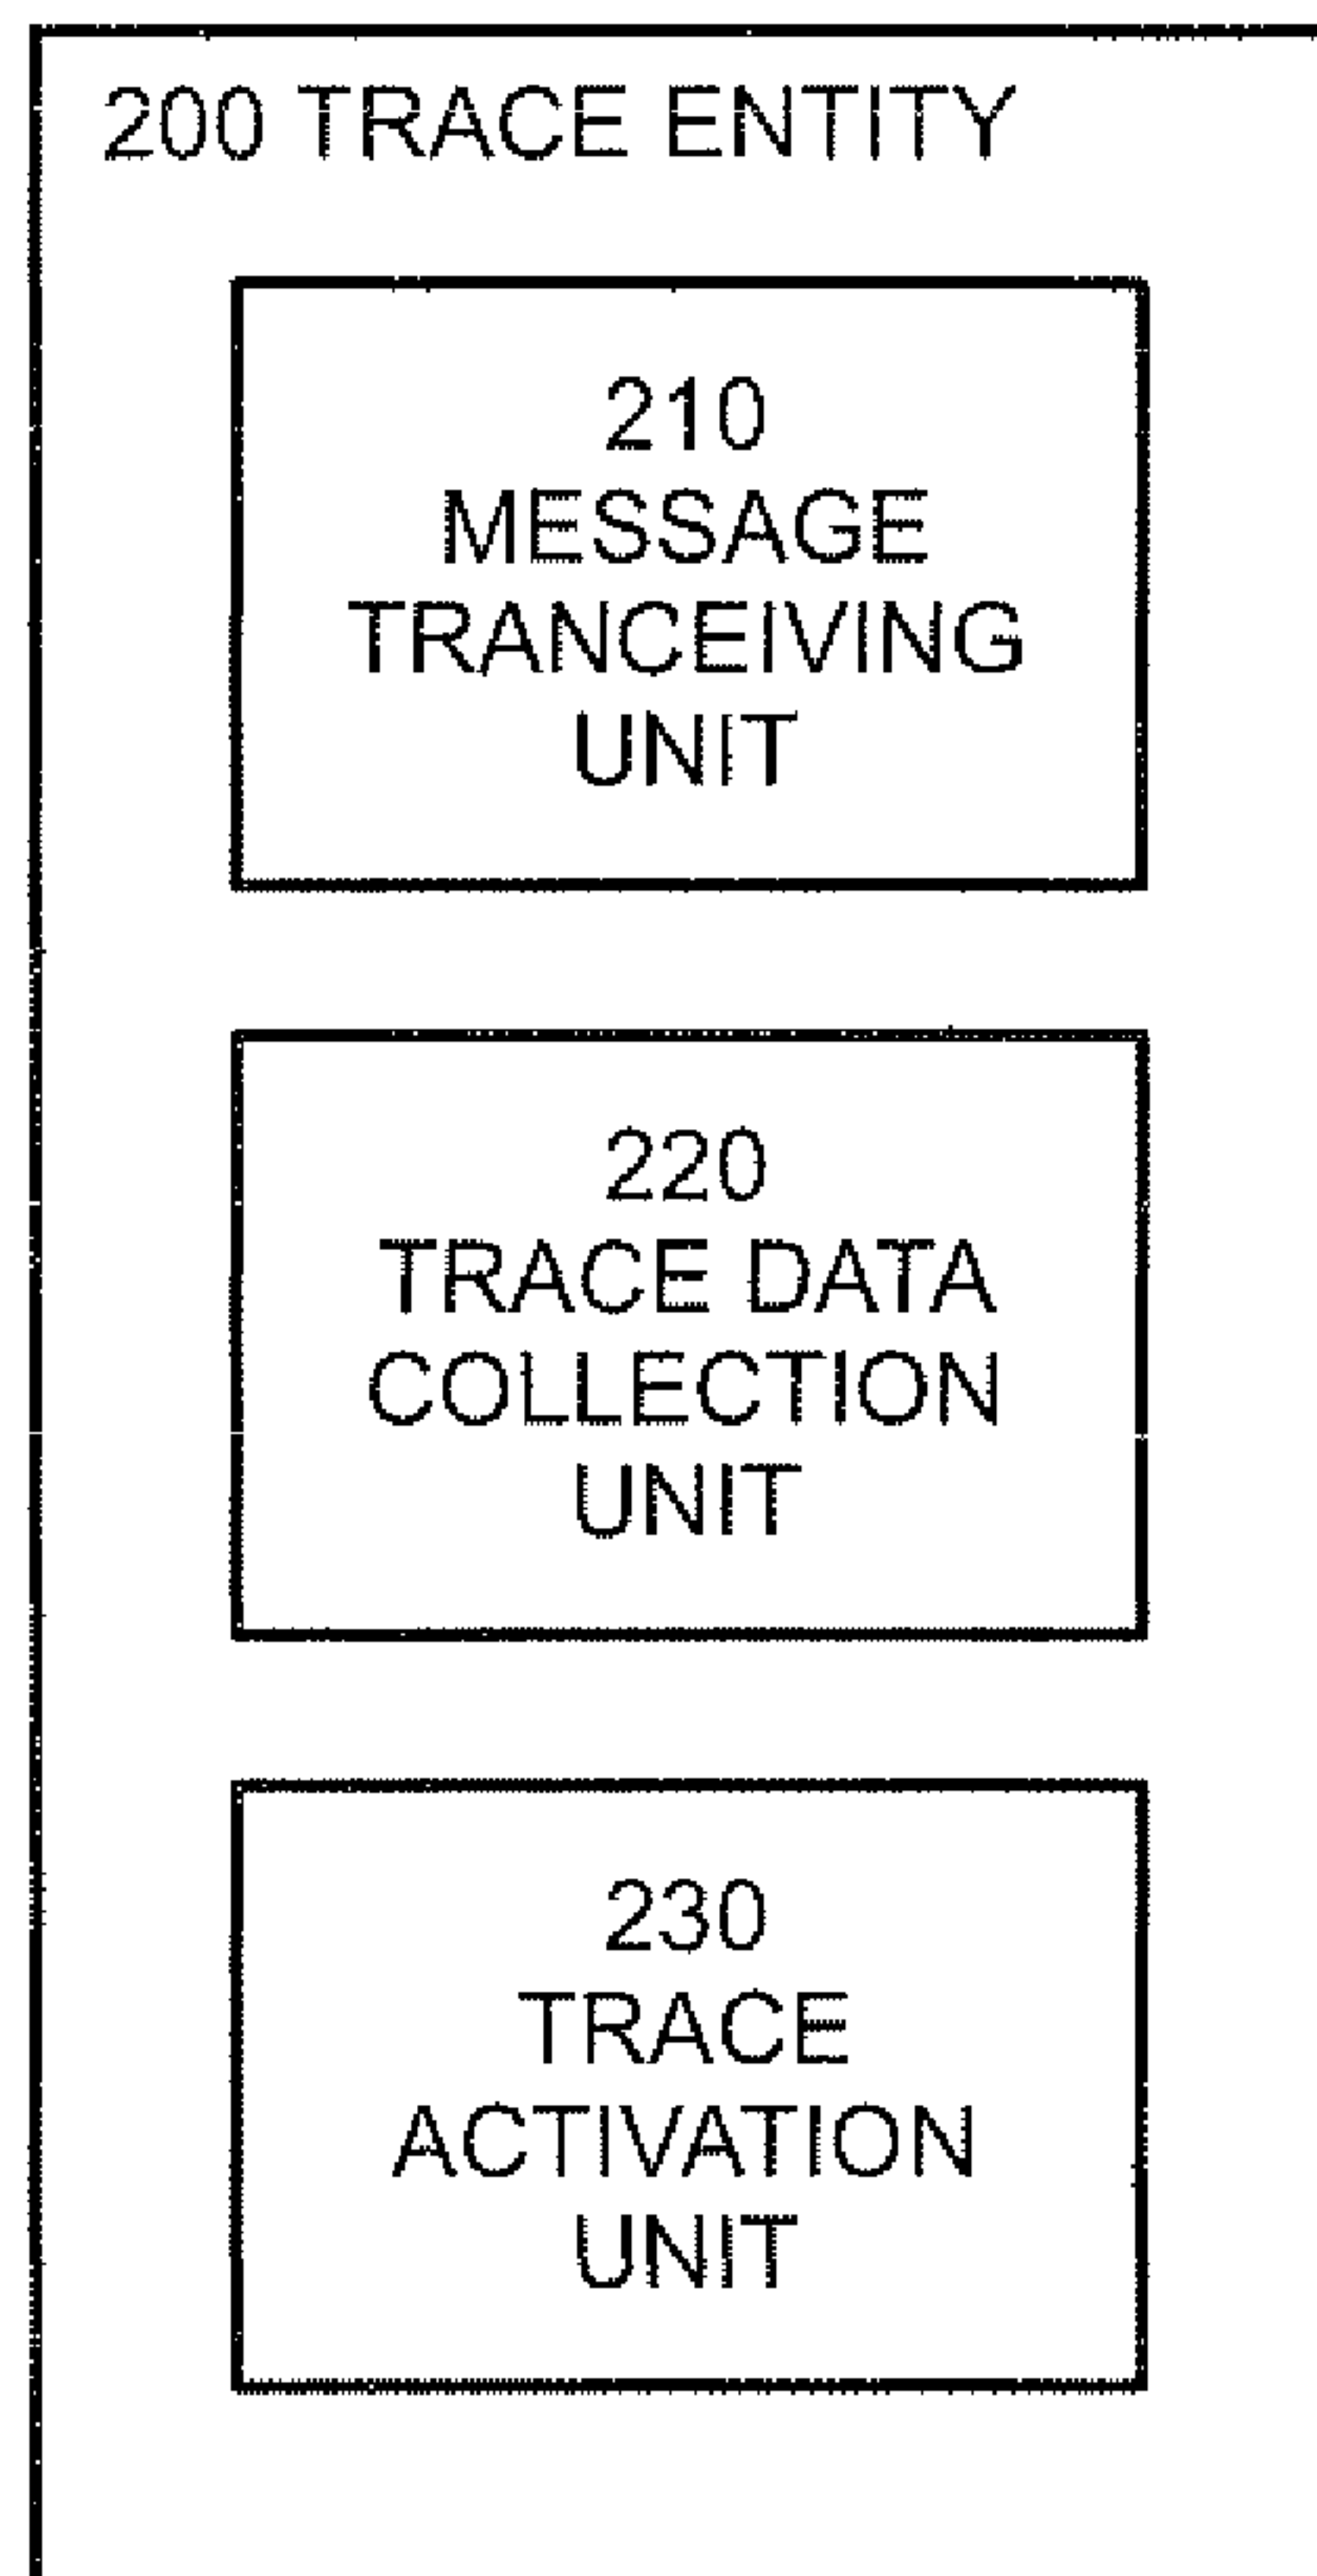 200 TRACE ENTITY
210
MESSAGE
TRANCEIVING
UNIT
220
TRACE DATA
COLLECTION
UNIT
230
TRACE
ACTIVATION
UNIT